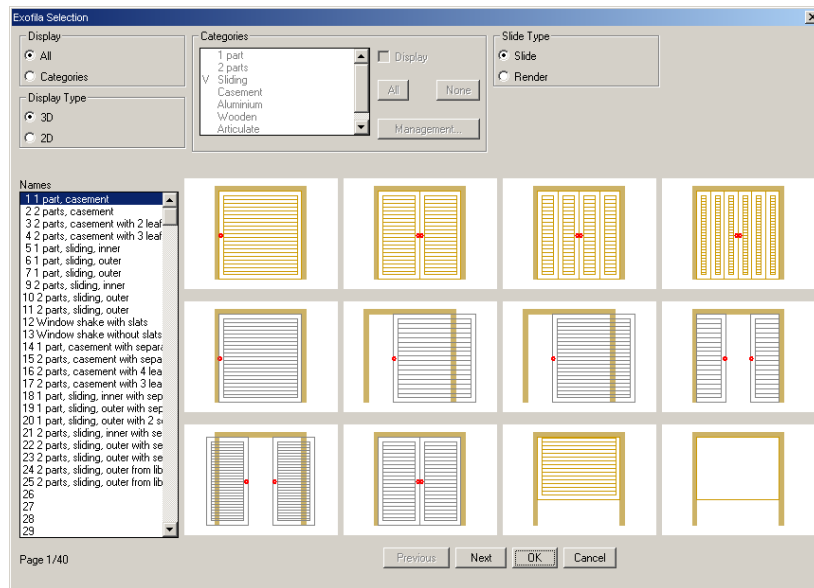 Exofila Selection
Display
All
Categories
Display Type
3D
2D
Categories
1 part
2 parts
V Sliding
Casement
Aluminium
Wooden
Articulate
Display
All
None
Management...
Slide Type
Slide
Render
Names
1 1 part, casement
2 2 parts, casement
3 2 parts, casement with 2 leaf
4 2 parts, casement with 3 leaf
5 1 part, sliding, inner
6 1 part, sliding, outer
7 1 part, sliding, outer
9 2 parts, sliding, inner
10 2 parts, sliding, outer
11 2 parts, sliding, outer
12 Window shake with slats
13 Window shake without slats
14 1 part, casement with separa
15 2 parts, casement with sepa
16 2 parts, casement with 4 lea
17 2 parts, casement with 3 lea
18 1 part, sliding, inner with sep
19 1 part, sliding, outer with sep
20 1 part, sliding, outer with 2 s
21 2 parts, sliding, inner with se
22 2 parts, sliding, outer with se
23 2 parts, sliding, outer with se
24 2 parts, sliding, outer from lib
25 2 parts, sliding, outer from lib
26
27
28
29
Page 1/40
Previous
Next
OK
Cancel